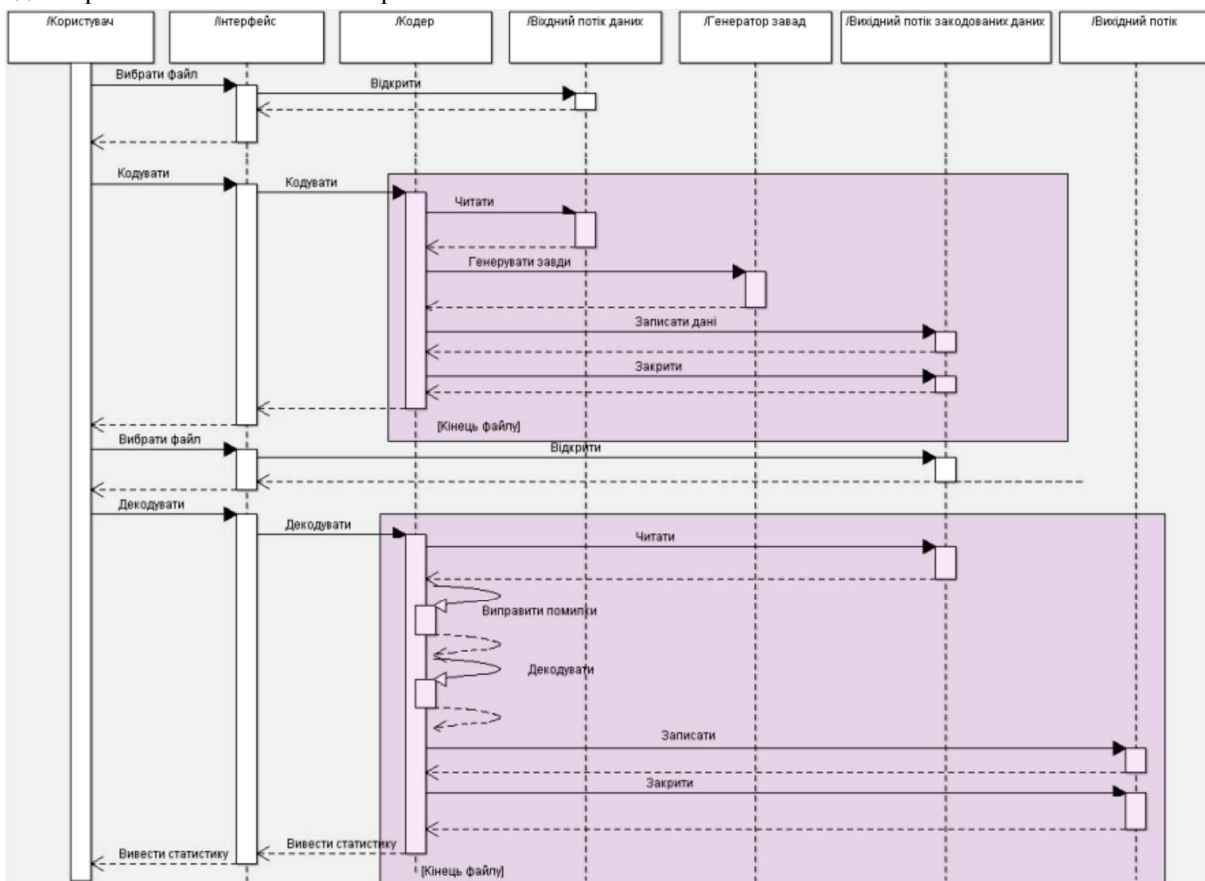 /Користувач
/Інтерфейс
/Кодер
/Віхдний потік даних
/Генератор завад
/Вихідний потік закодованих даних
/Вихідний потік
Вибрати файл
Відкрити
Кодувати
Кодувати
Читати
Генерувати завди
Записати дані
Закрити
[Кінець файлу]
Вибрати файл
Відкрити
Декодувати
Декодувати
Читати
Виправити помилки
Декодувати
Записати
Закрити
Вивести статистику
Вивести статистику
[Кінець файлу]